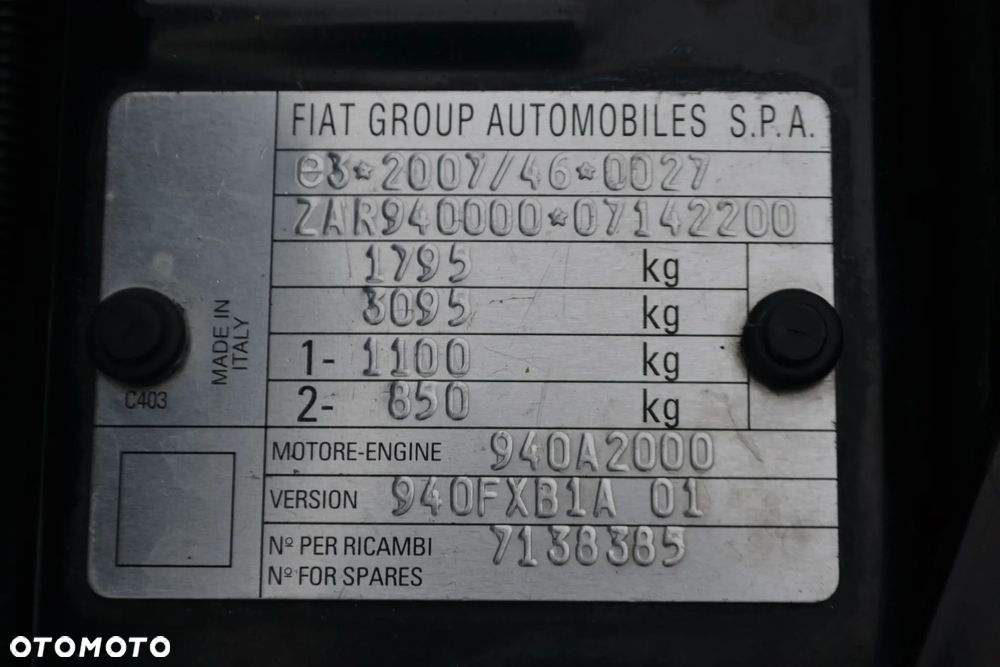 FIAT GROUP AUTOMOBILES S.P.A.
e3*2007/46*0027
ZAR940000*07142200
1795 kg
3095 kg
1- 1100 kg
2- 850 kg
MADE IN
ITALY
C403
MOTORE-ENGINE 940A2000
VERSION 940FXB1A 01
Nº PER RICAMBI 7138385
Nº FOR SPARES
OTOMOTO